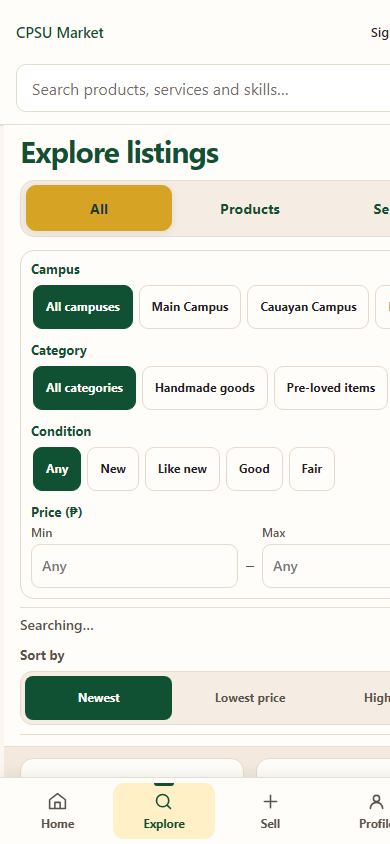 CPSU Market
Search products, services and skills...
Explore listings
All Products
Campus
All campuses Main Campus Cauayan Campus
Category
All categories Handmade goods Pre-loved items
Condition
Any New Like new Good Fair
Price (₱)
Min Max
Any – Any
Searching...
Sort by
Newest Lowest price
Home Explore Sell